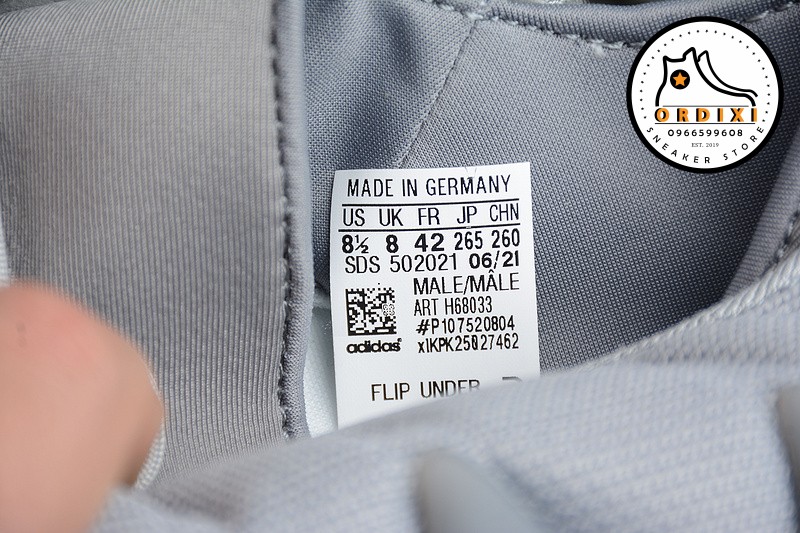 MADE IN GERMANY
US UK FR JP CHN
8½ 8 42 265 260
SDS 502021 06/21
MALE/MÂLE
ART H68033
#P107520804
adidas x1KPK25027462
FLIP UNDER
ORDIXI
0966599608
EST. 2019
SNEAKER STORE